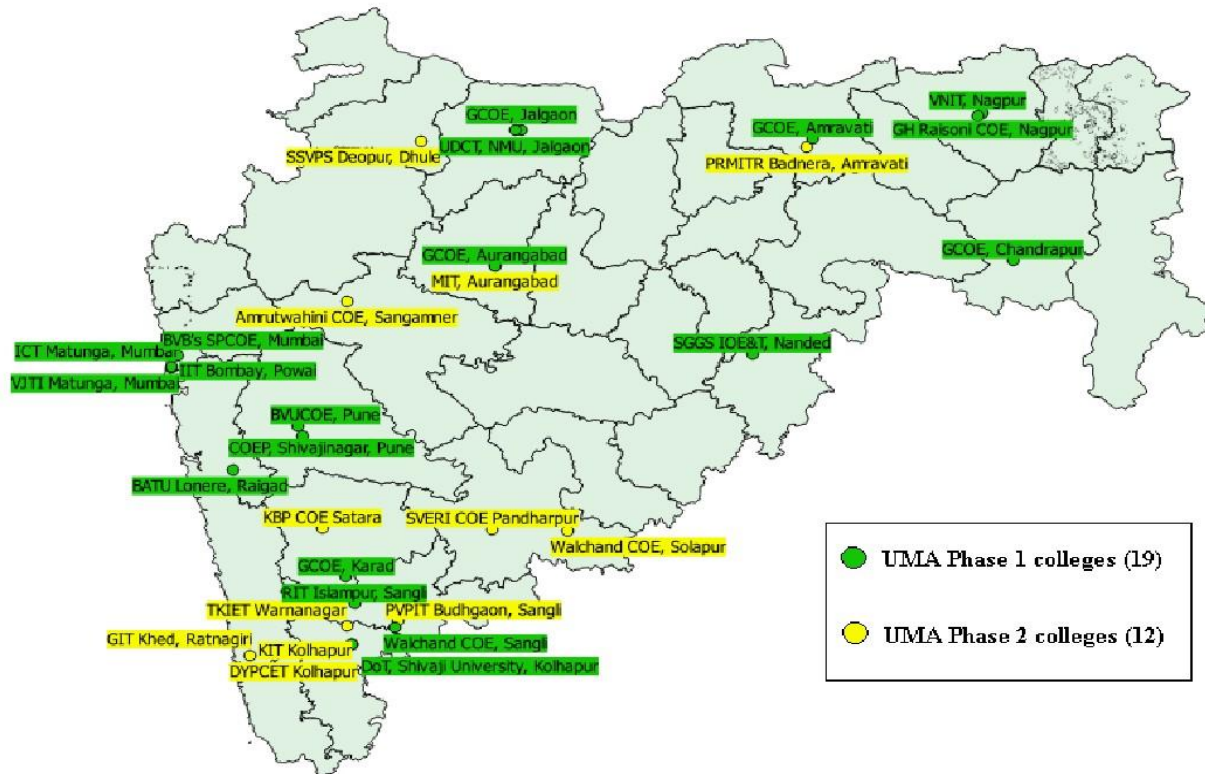 VNIT, Nagpur
GCOE, Jalgaon
GH Raisoni COE, Nagpur
GCOE, Amravati
UDCT, NMU, Jalgaon
SSVPS Deopur, Dhule
PRMITR Badnera, Amravati
GCOE, Chandrapur
GCOE, Aurangabad
MIT, Aurangabad
Amrutwahini COE, Sangamner
BVB's SPCOE, Mumbai
SGGS IOE&T, Nanded
ICT Matunga, Mumbai
IIT Bombay, Powai
VJTI Matunga, Mumbai
BVUCOE, Pune
COEP, Shivajinagar, Pune
BATU Lonere, Raigad
KBP COE Satara
SVERI COE Pandharpur
Walchand COE, Solapur
UMA Phase 1 colleges (19)
GCOE, Karad
RIT Islampur, Sangli
TKIET Warnanagar
PVPIT Budhgaon, Sangli
GIT Khed, Ratnagiri
KIT Kolhapur
Walchand COE, Sangli
UMA Phase 2 colleges (12)
DYPCET Kolhapur
DoT, Shivaji University, Kolhapur